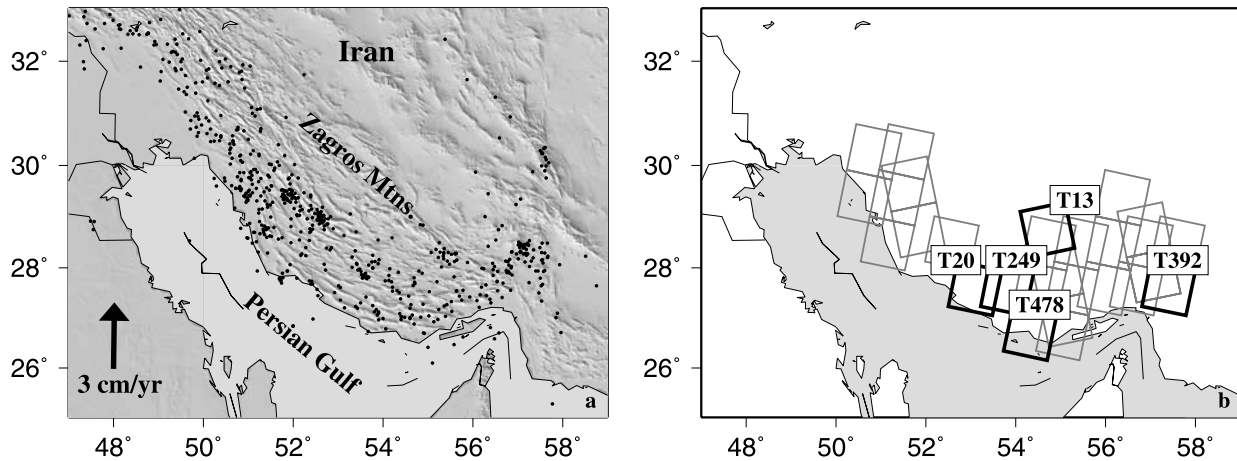 Iran
Zagros Mtns.
Persian Gulf
3 cm/yr
a
32°
30°
28°
26°
48° 50° 52° 54° 56° 58°
T13
T20
T249
T392
T478
b
32°
30°
28°
26°
48° 50° 52° 54° 56° 58°